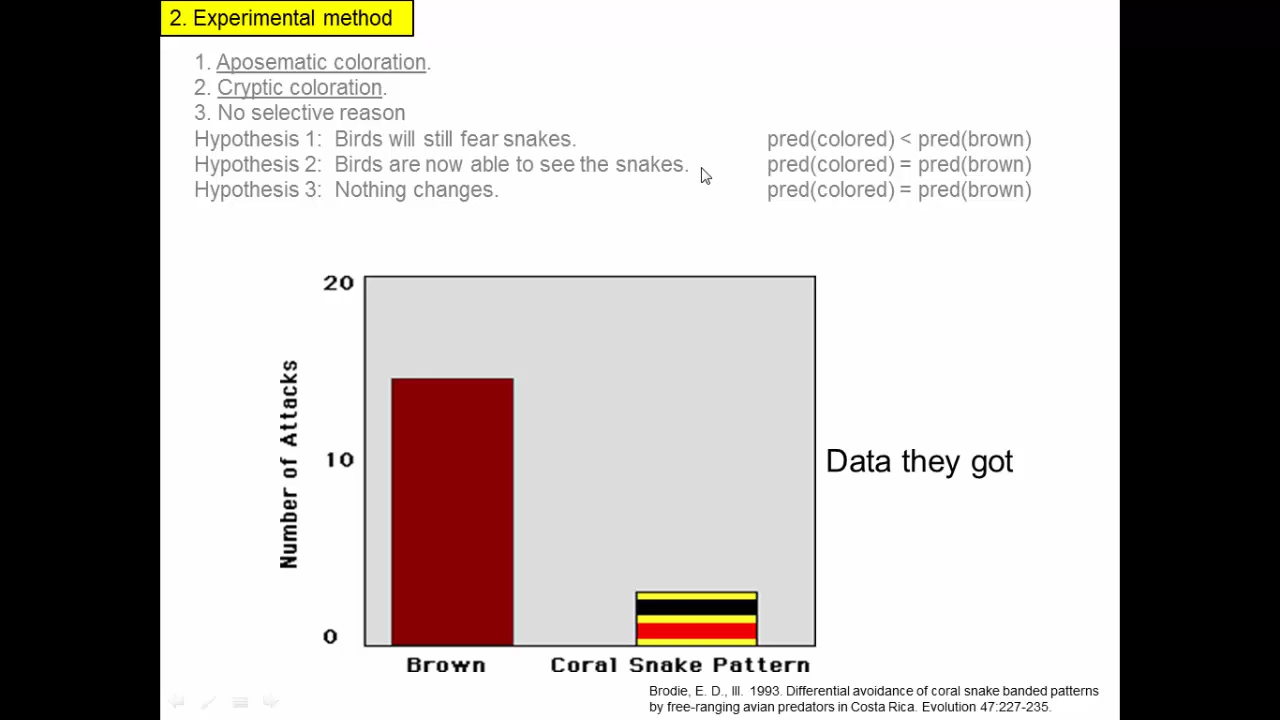 2. Experimental method
1. Aposematic coloration.
2. Cryptic coloration.
3. No selective reason
Hypothesis 1: Birds will still fear snakes. pred(colored) < pred(brown)
Hypothesis 2: Birds are now able to see the snakes. pred(colored) = pred(brown)
Hypothesis 3: Nothing changes. pred(colored) = pred(brown)
20
10
0
Number of Attacks
Data they got
Brown
Coral Snake Pattern
Brodie, E. D., III. 1993. Differential avoidance of coral snake banded patterns
by free-ranging avian predators in Costa Rica. Evolution 47:227-235.